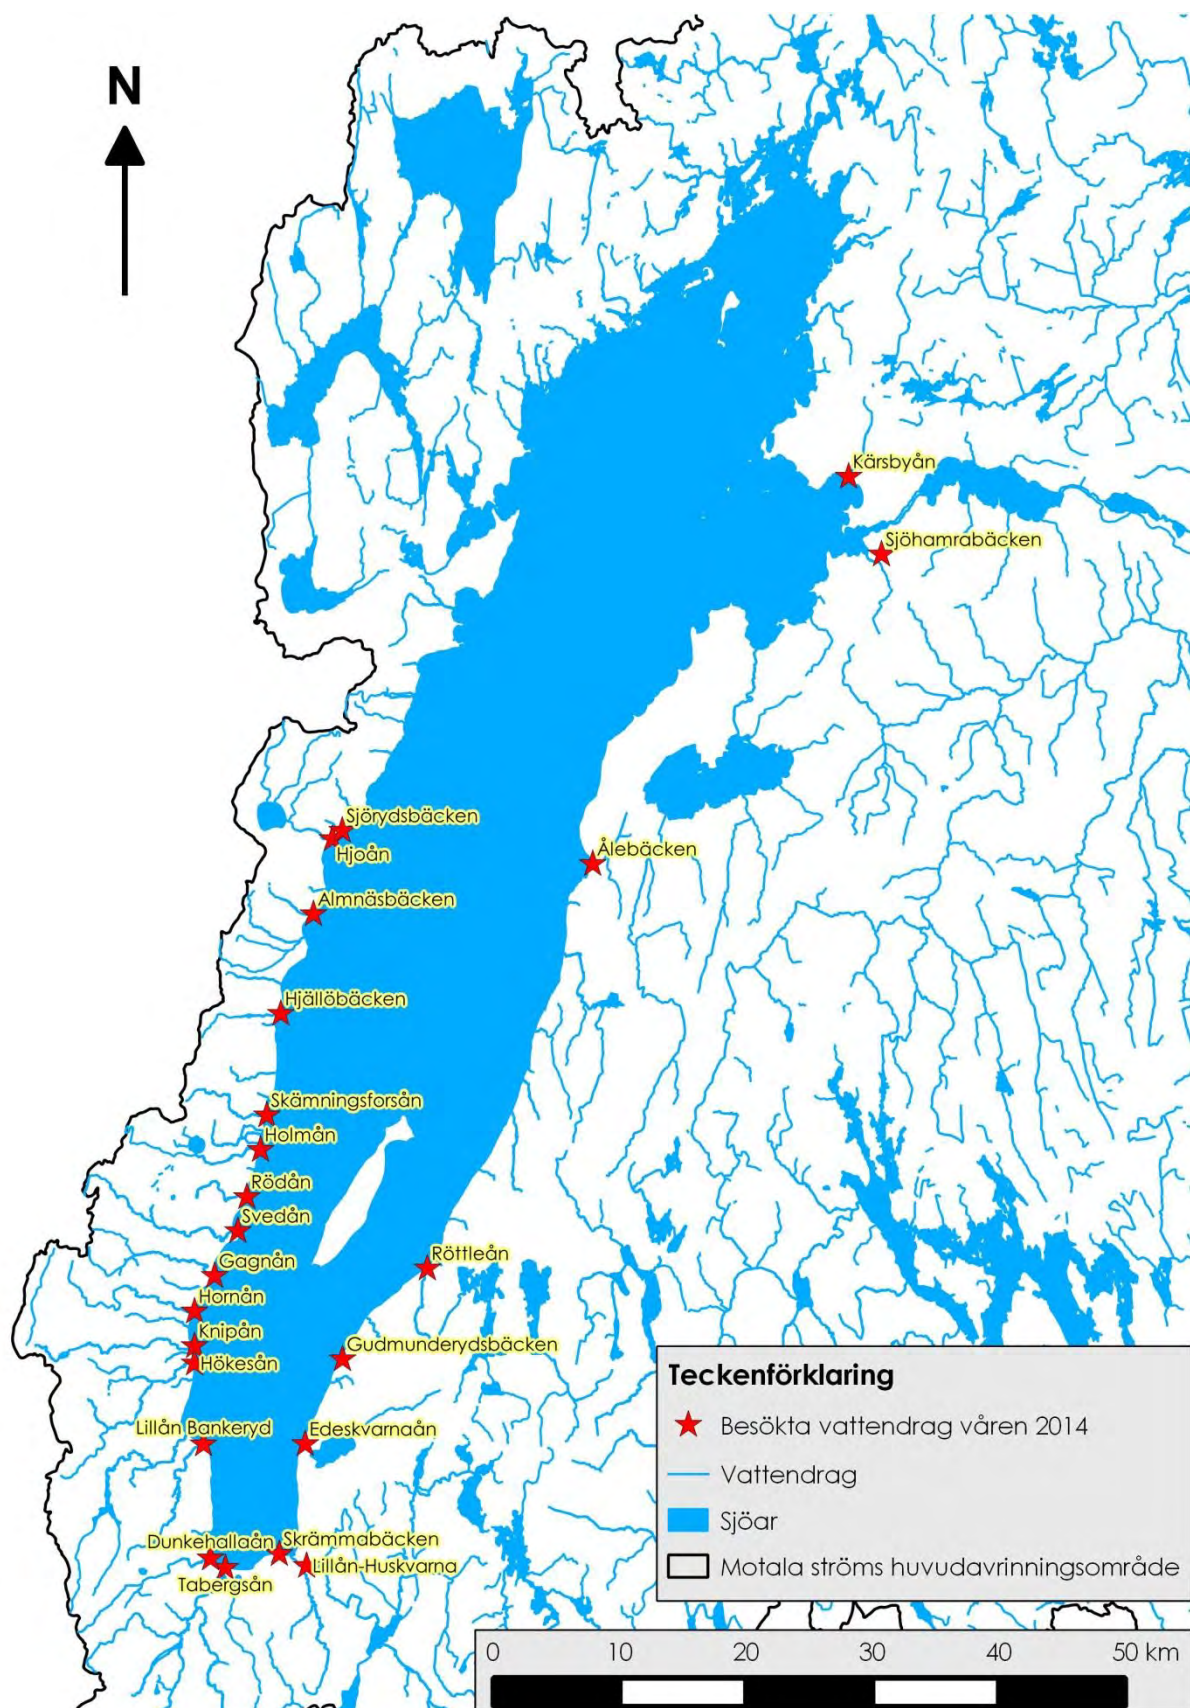 N
Kärsbyån
Sjöhamrabäcken
Sjörydsbäcken
Hjoån
Ålebäcken
Almnäsbäcken
Hjällöbäcken
Skämningsforsån
Holmån
Rödån
Svedån
Röttleån
Gagnån
Hornån
Knipån
Gudmunderydsbäcken
Hökesån
Lillån Bankeryd
Edeskvarnaån
Dunkehallaån
Skrämmabäcken
Lillån-Huskvarna
Tabergsån
Teckenförklaring
Besökta vattendrag våren 2014
Vattendrag
Sjöar
Motala ströms huvudavrinningsområde
0 10 20 30 40 50 km